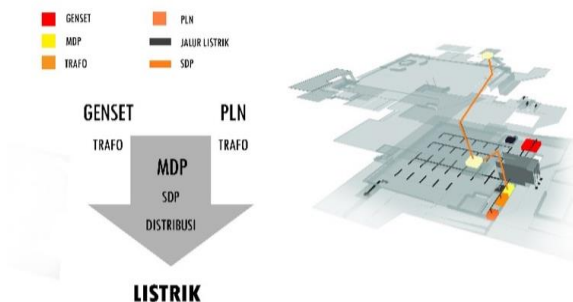 GENSET
PLN
MDP
JALUR LISTRIK
TRAFO
SDP
GENSET
PLN
TRAFO
TRAFO
MDP
SDP
DISTRIBUSI
LISTRIK